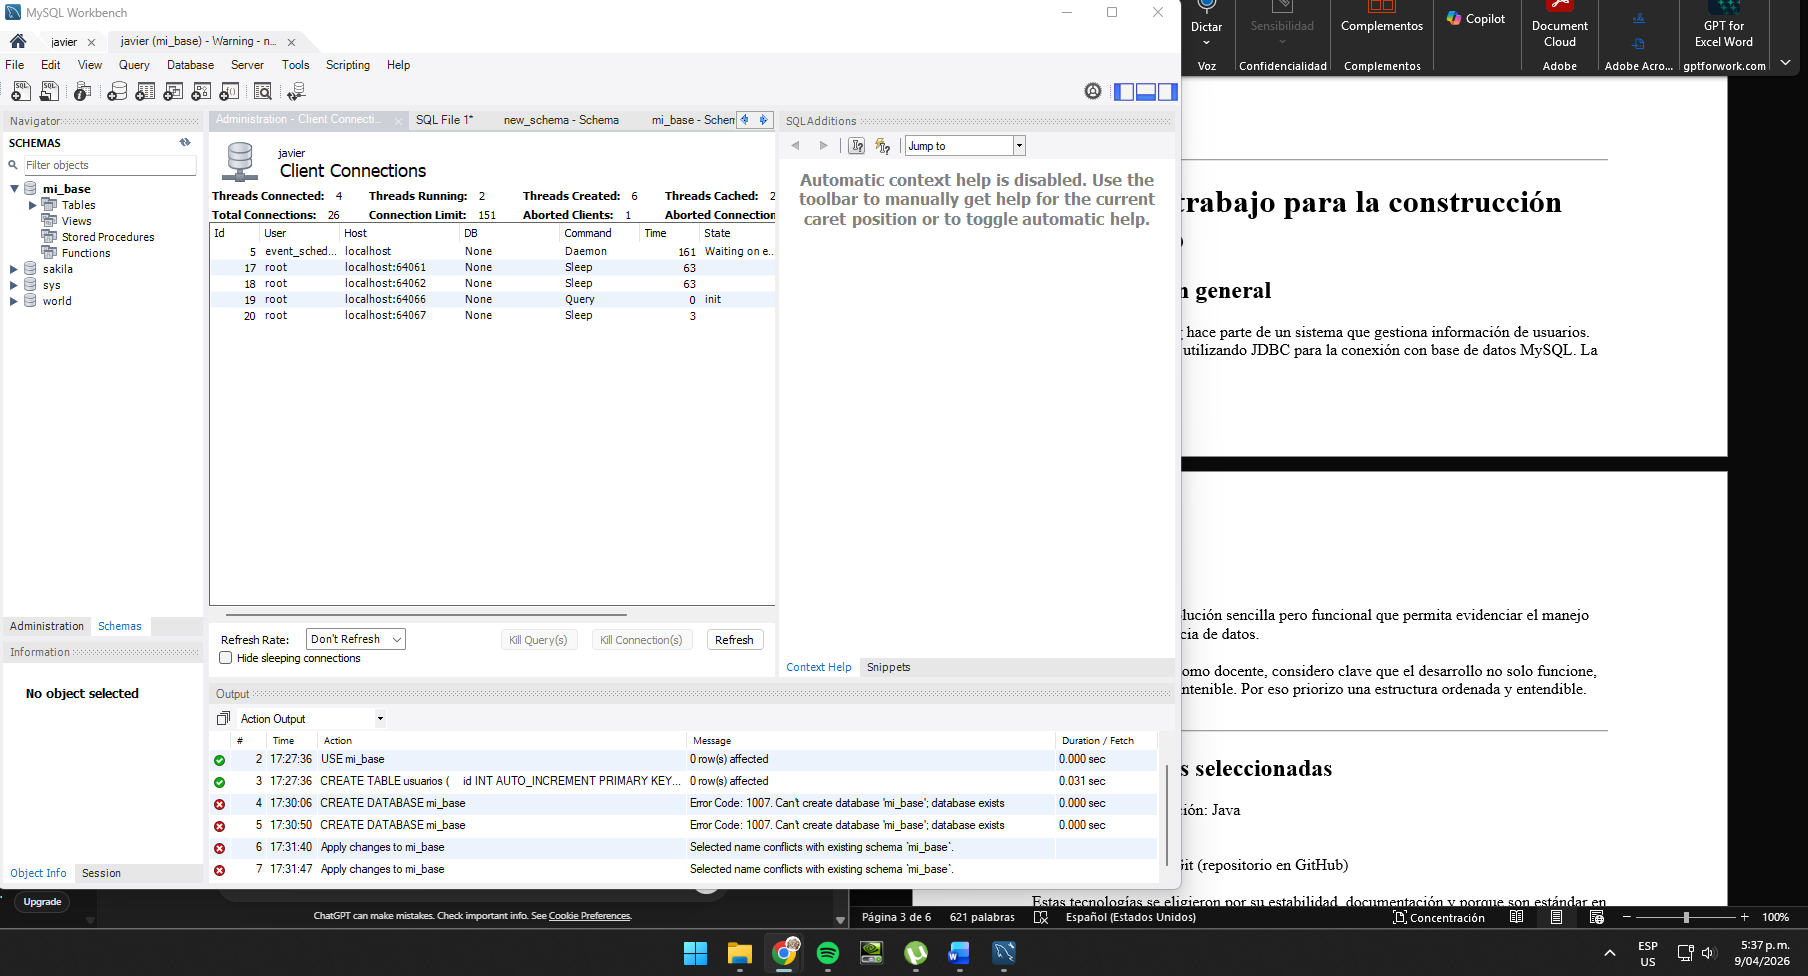 MySQL Workbench
javier
javier (mi_base) - Warning - n...
File Edit View Query Database Server Tools Scripting Help
Navigator
SCHEMAS
Filter objects
mi_base
Tables
Views
Stored Procedures
Functions
sakila
sys
world
Administration Schemas
Information
No object selected
Object Info Session
Administration - Client Connecti...
SQL File 1*
new_schema - Schema
mi_base - Schem
javier
Client Connections
Threads Connected: 4 Threads Running: 2 Threads Created: 6 Threads Cached: 2
Total Connections: 26 Connection Limit: 151 Aborted Clients: 1 Aborted Connection
Id User Host DB Command Time State
5 event_sched... localhost None Daemon 161 Waiting on e...
17 root localhost:64061 None Sleep 63
18 root localhost:64062 None Sleep 63
19 root localhost:64066 None Query 0 init
20 root localhost:64067 None Sleep 3
Refresh Rate: Don't Refresh Kill Query(s) Kill Connection(s) Refresh
Hide sleeping connections
SQLAdditions
Jump to
Automatic context help is disabled. Use the
toolbar to manually get help for the current
caret position or to toggle automatic help.
Context Help Snippets
Output
Action Output
# Time Action Message Duration / Fetch
2 17:27:36 USE mi_base 0 row(s) affected 0.000 sec
3 17:27:36 CREATE TABLE usuarios ( id INT AUTO_INCREMENT PRIMARY KEY... 0 row(s) affected 0.031 sec
4 17:30:06 CREATE DATABASE mi_base Error Code: 1007. Can't create database 'mi_base'; database exists 0.000 sec
5 17:30:50 CREATE DATABASE mi_base Error Code: 1007. Can't create database 'mi_base'; database exists 0.000 sec
6 17:31:40 Apply changes to mi_base Selected name conflicts with existing schema `mi_base`.
7 17:31:47 Apply changes to mi_base Selected name conflicts with existing schema `mi_base`.
Dictar
Voz
Sensibilidad
Confidencialidad
Complementos
Complementos
Copilot
Document
Cloud
Adobe
Adobe Acro...
GPT for
Excel Word
gptforwork.com
trabajo para la construcción
)
n general
hace parte de un sistema que gestiona información de usuarios.
utilizando JDBC para la conexión con base de datos MySQL. La
lución sencilla pero funcional que permita evidenciar el manejo
cia de datos.
omo docente, considero clave que el desarrollo no solo funcione,
ntenible. Por eso priorizo una estructura ordenada y entendible.
s seleccionadas
ción: Java
Git (repositorio en GitHub)
Estas tecnologías se eligieron por su estabilidad, documentación y porque son estándar en
Upgrade
ChatGPT can make mistakes. Check important info. See Cookie Preferences.
Página 3 de 6 621 palabras Español (Estados Unidos) Concentración 100%
ESP
US
5:37 p. m.
9/04/2026